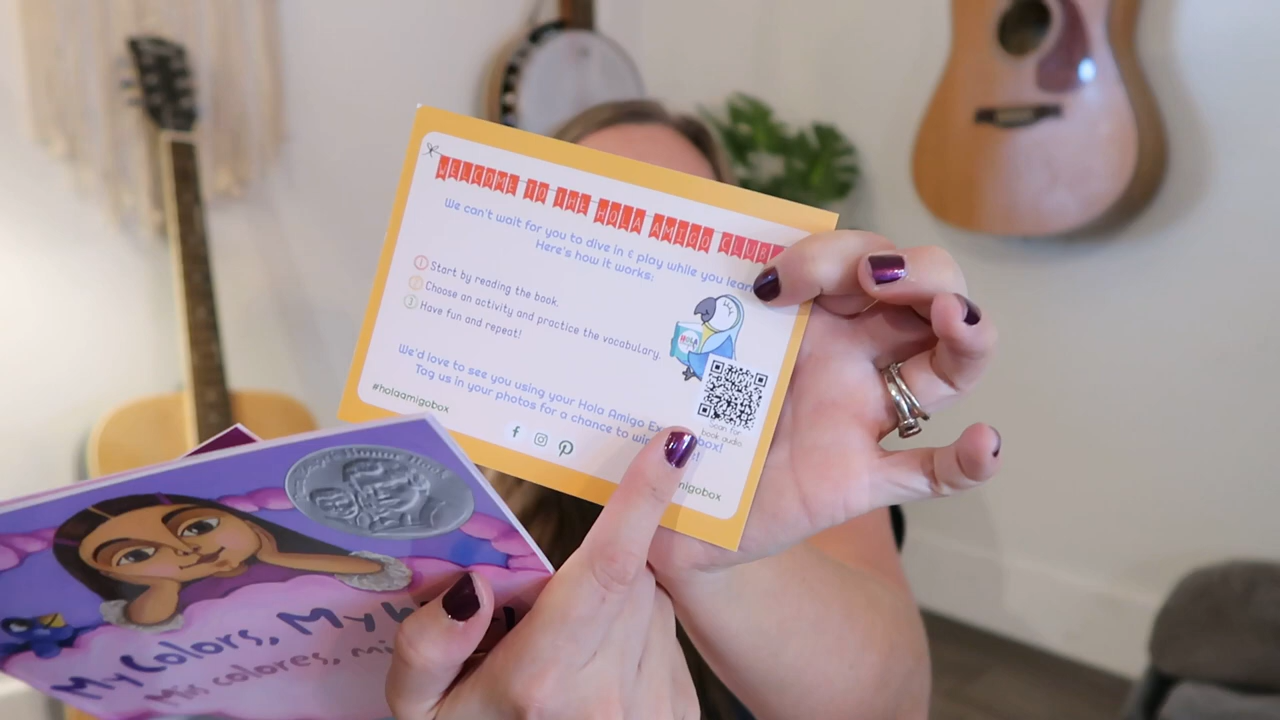 WELCOME TO THE HOLA AMIGO CLUB
We can't wait for you to dive in & play while you learn
Here's how it works:
1 Start by reading the book.
2 Choose an activity and practice the vocabulary.
3 Have fun and repeat!
HOLA
We'd love to see you using your Hola Amigo box!
Tag us in your photos for a chance to win
Scan for
book audio
#holaamigobox
My Colors, My
Mis colores, mi